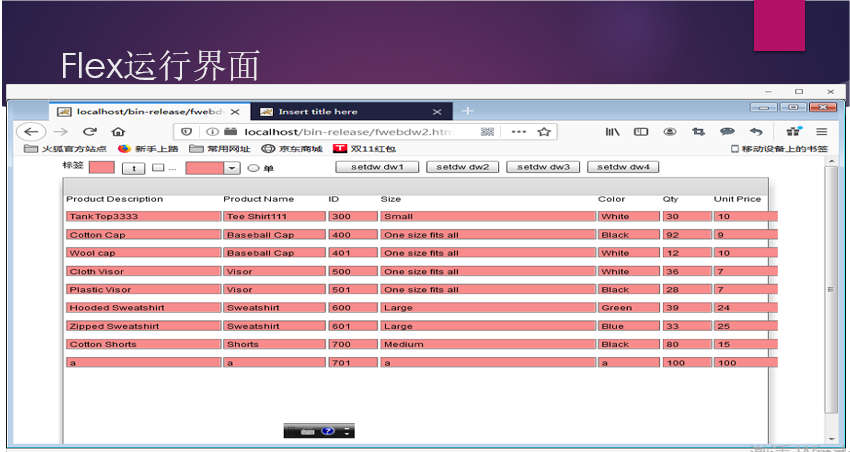 Flex运行界面
localhost/bin-release/fwebd
Insert title here
localhost/bin-release/fwebdw2.htm
火狐官方站点 新手上路 常用网址 京东商城 T 双11红包 移动设备上的书签
标签 t ... 单 setdw dw1 setdw dw2 setdw dw3 setdw dw4
Product Description Product Name ID Size Color Qty Unit Price
TankTop3333 Tee Shirt111 300 Small White 30 10
Cotton Cap Baseball Cap 400 One size fits all Black 92 9
Wool cap Baseball Cap 401 One size fits all White 12 10
Cloth Visor Visor 500 One size fits all White 36 7
Plastic Visor Visor 501 One size fits all Black 28 7
Hooded Sweatshirt Sweatshirt 600 Large Green 39 24
Zipped Sweatshirt Sweatshirt 601 Large Blue 33 25
Cotton Shorts Shorts 700 Medium Black 80 15
a a 701 a a 100 100